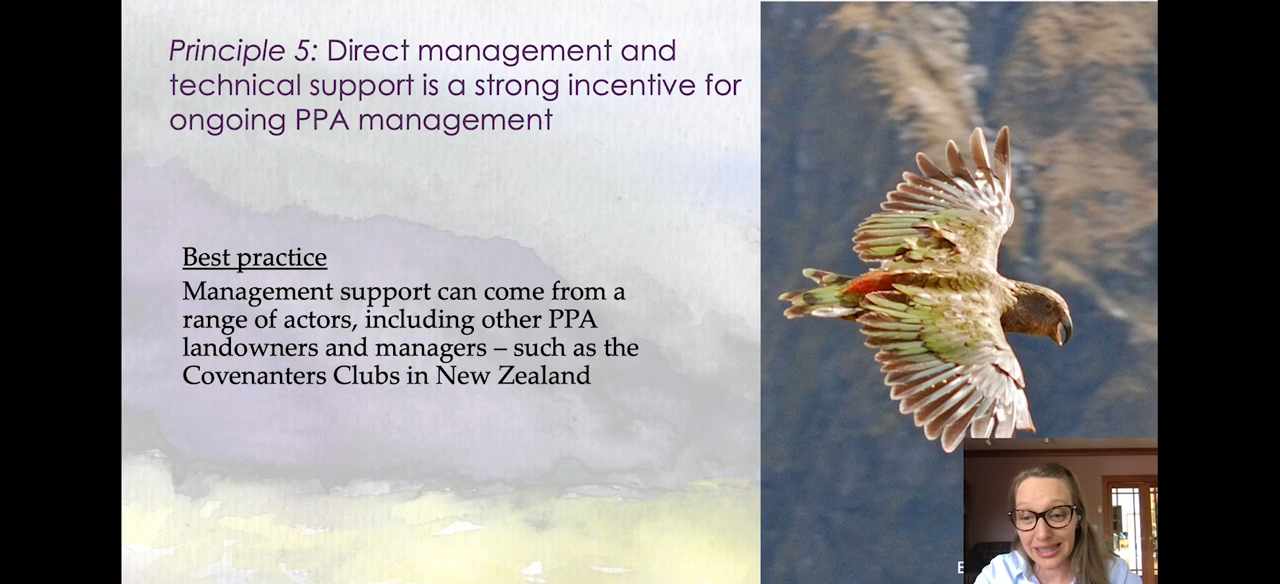 Principle 5: Direct management and
technical support is a strong incentive for
ongoing PPA management
Best practice
Management support can come from a
range of actors, including other PPA
landowners and managers – such as the
Covenanters Clubs in New Zealand